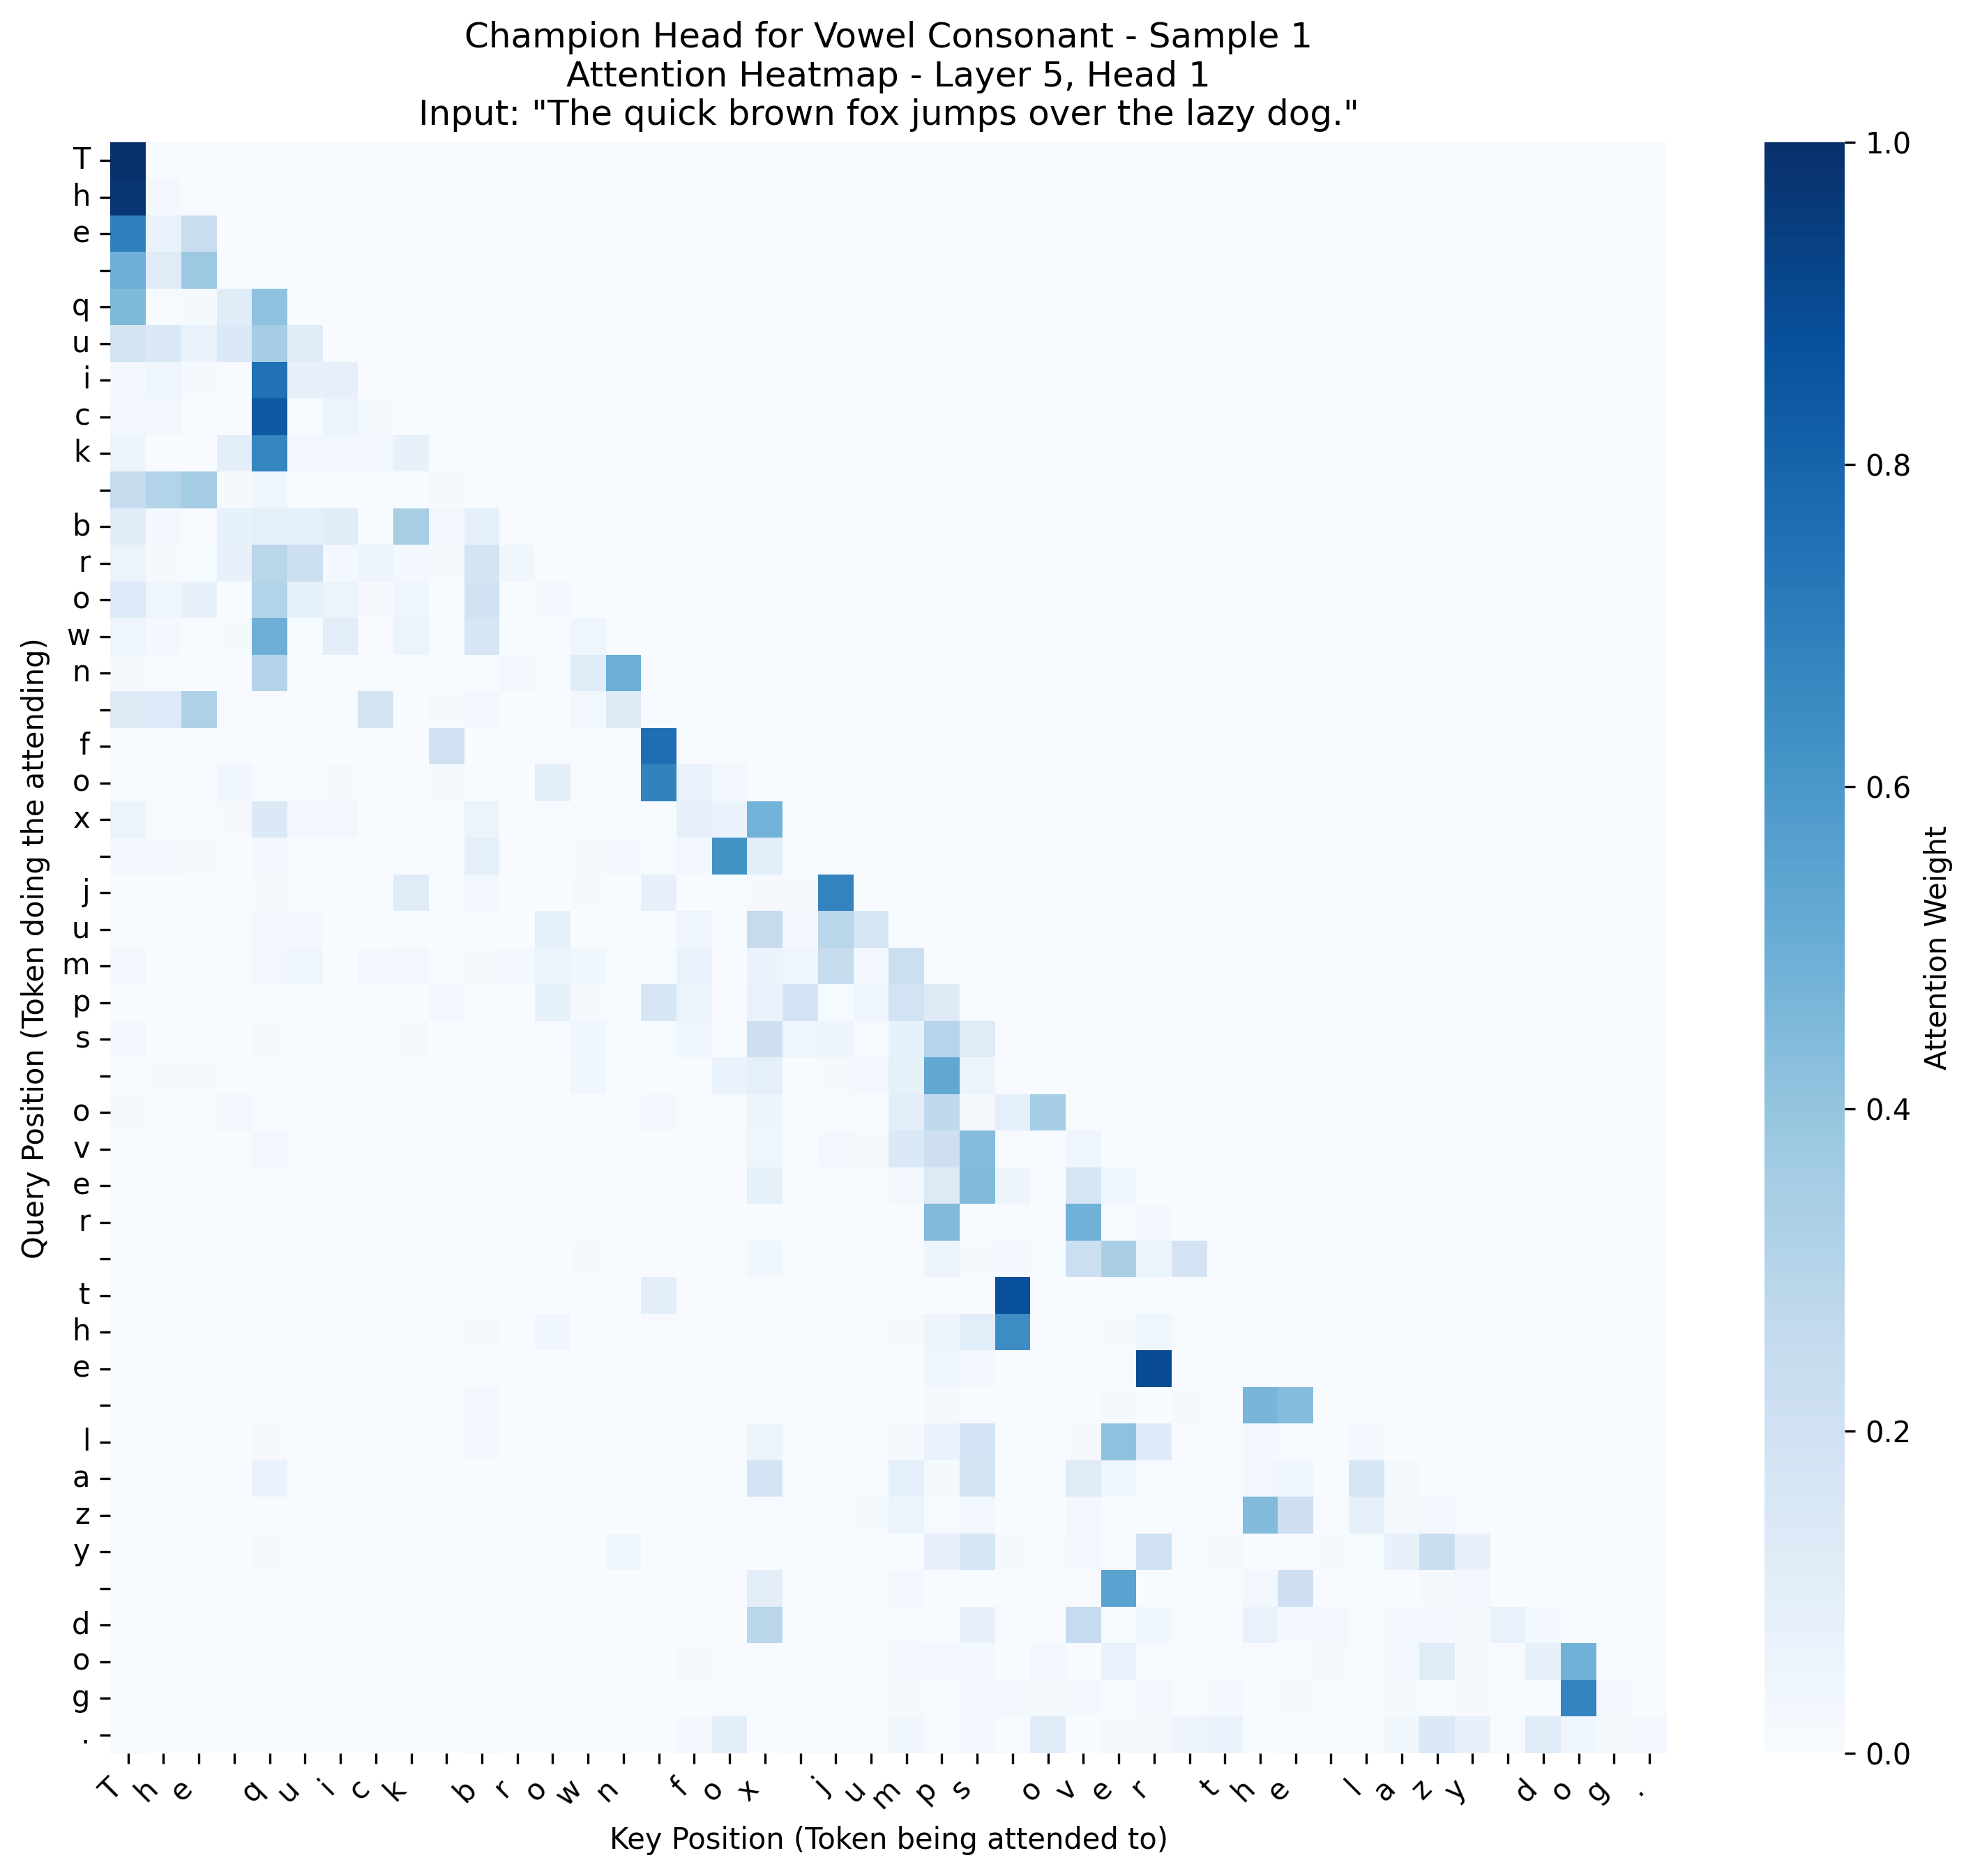 Champion Head for Vowel Consonant - Sample 1
Attention Heatmap - Layer 5, Head 1
Input: "The quick brown fox jumps over the lazy dog."
Query Position (Token doing the attending)
T
h
e
q
u
i
c
k
b
r
o
w
n
f
o
x
j
u
m
p
s
o
v
e
r
t
h
e
l
a
z
y
d
o
g
.
T h e q u i c k b r o w n f o x j u m p s o v e r t h e l a z y d o g .
Key Position (Token being attended to)
1.0
0.8
0.6
0.4
0.2
0.0
Attention Weight